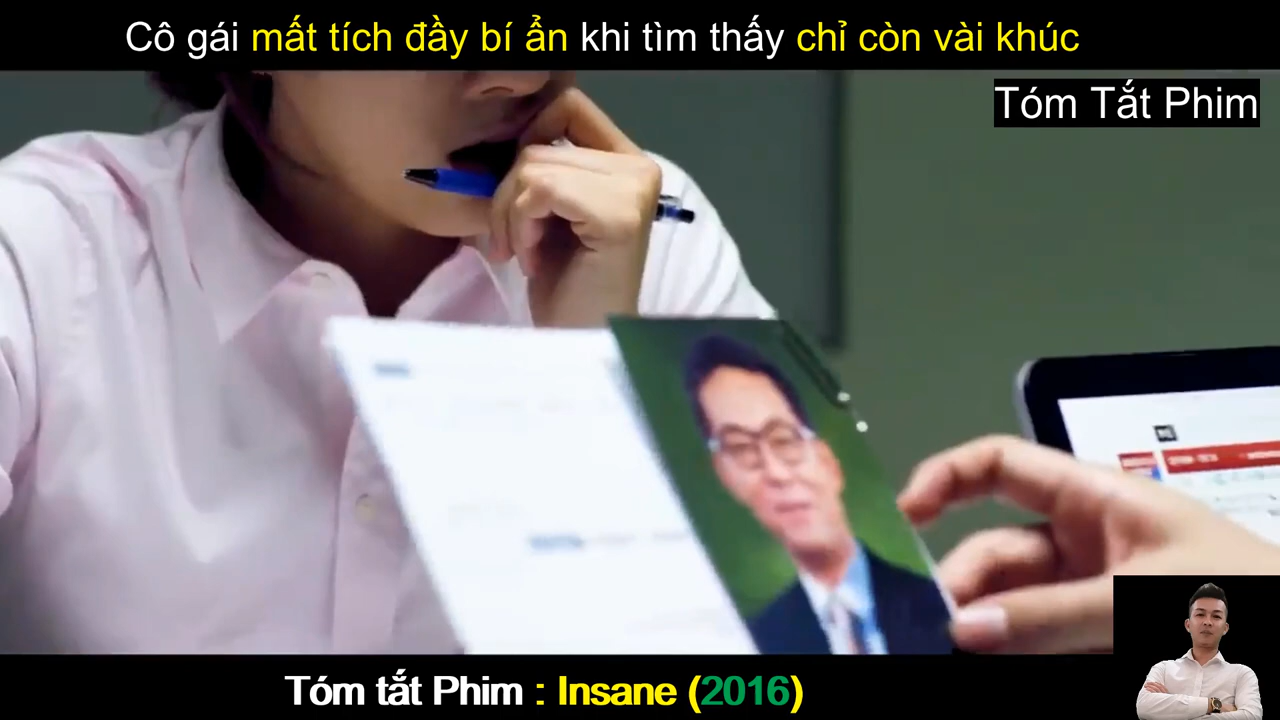 Cô gái mất tích đầy bí ẩn khi tìm thấy chỉ còn vài khúc
Tóm Tắt Phim
Tóm tắt Phim : Insane (2016)